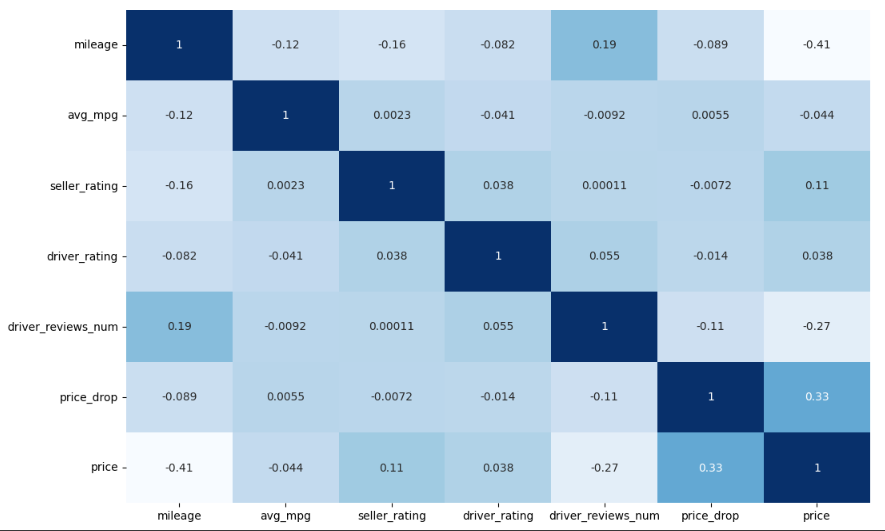 mileage 1 -0.12 -0.16 -0.082 0.19 -0.089 -0.41
avg_mpg -0.12 1 0.0023 -0.041 -0.0092 0.0055 -0.044
seller_rating -0.16 0.0023 1 0.038 0.00011 -0.0072 0.11
driver_rating -0.082 -0.041 0.038 1 0.055 -0.014 0.038
driver_reviews_num 0.19 -0.0092 0.00011 0.055 1 -0.11 -0.27
price_drop -0.089 0.0055 -0.0072 -0.014 -0.11 1 0.33
price -0.41 -0.044 0.11 0.038 -0.27 0.33 1
mileage avg_mpg seller_rating driver_rating driver_reviews_num price_drop price